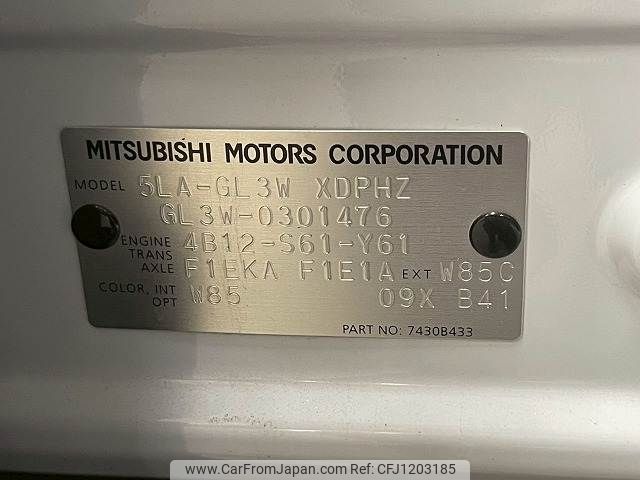 MITSUBISHI MOTORS CORPORATION
MODEL 5LA-GL3W XDPHZ
GL3W-0301476
ENGINE 4B12-S61-Y61
TRANS AXLE F1EKA F1E1A EXT W85C
COLOR, INT OPT W85 09X B41
PART NO: 7430B433
www.CarFromJapan.com CFJ1203185